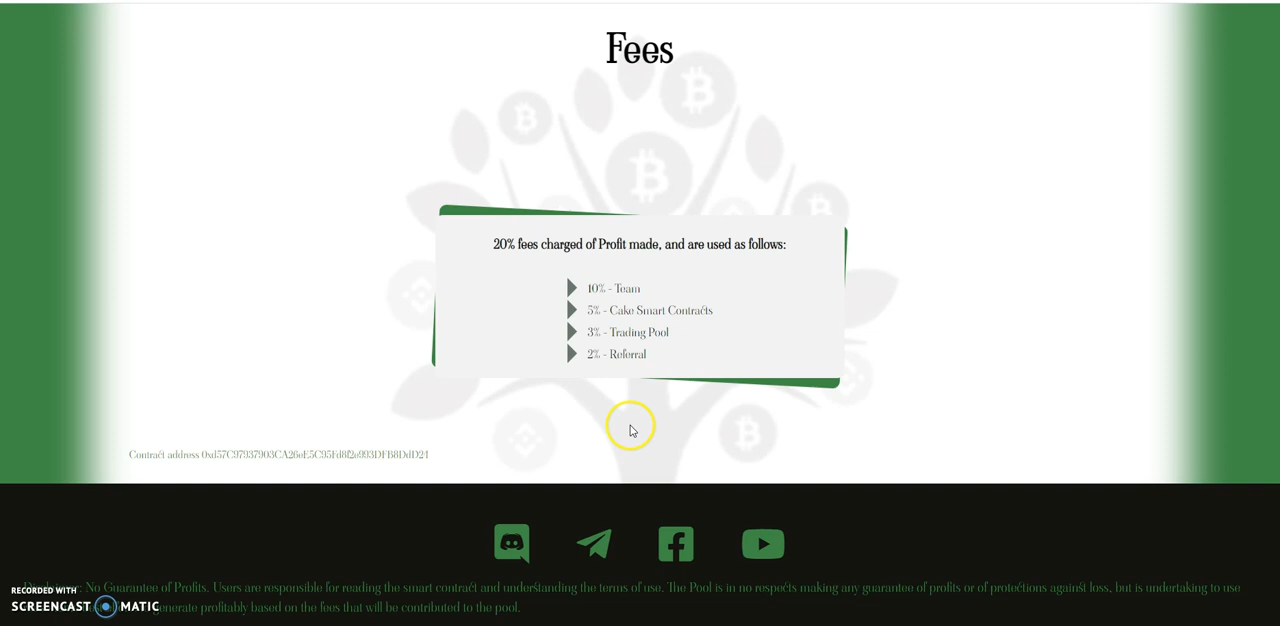 Fees
20% fees charged of Profit made, and are used as follows:
10% - Team
5% - Cake Smart Contracts
3% - Trading Pool
2% - Referral
Contract address
No Guarantee of Profits. Users are responsible for reading the smart contract and understanding the terms of use. The Pool is in no respects making any guarantee of profits or of protections against loss, but is undertaking to use
generate profitably based on the fees that will be contributed to the pool.
RECORDED WITH
SCREENCAST MATIC